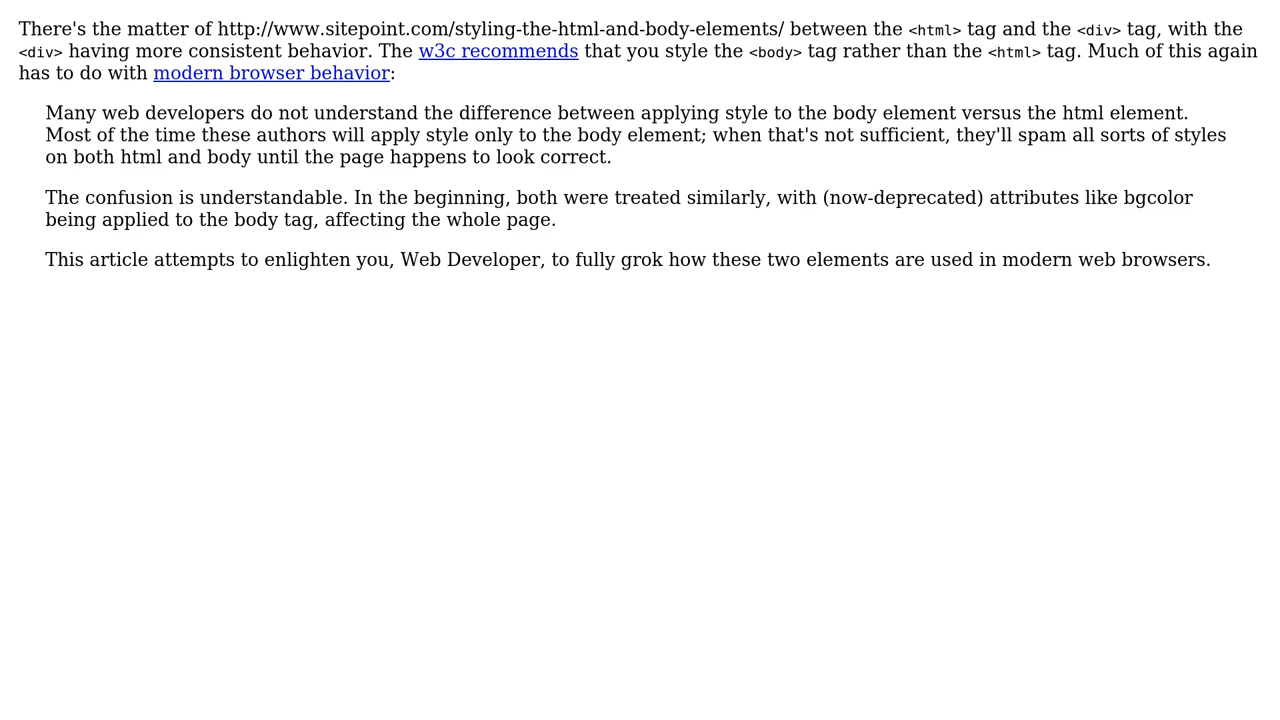 There's the matter of http://www.sitepoint.com/styling-the-html-and-body-elements/ between the <html> tag and the <div> tag, with the
<div> having more consistent behavior. The w3c recommends that you style the <body> tag rather than the <html> tag. Much of this again
has to do with modern browser behavior:
Many web developers do not understand the difference between applying style to the body element versus the html element.
Most of the time these authors will apply style only to the body element; when that's not sufficient, they'll spam all sorts of styles
on both html and body until the page happens to look correct.
The confusion is understandable. In the beginning, both were treated similarly, with (now-deprecated) attributes like bgcolor
being applied to the body tag, affecting the whole page.
This article attempts to enlighten you, Web Developer, to fully grok how these two elements are used in modern web browsers.